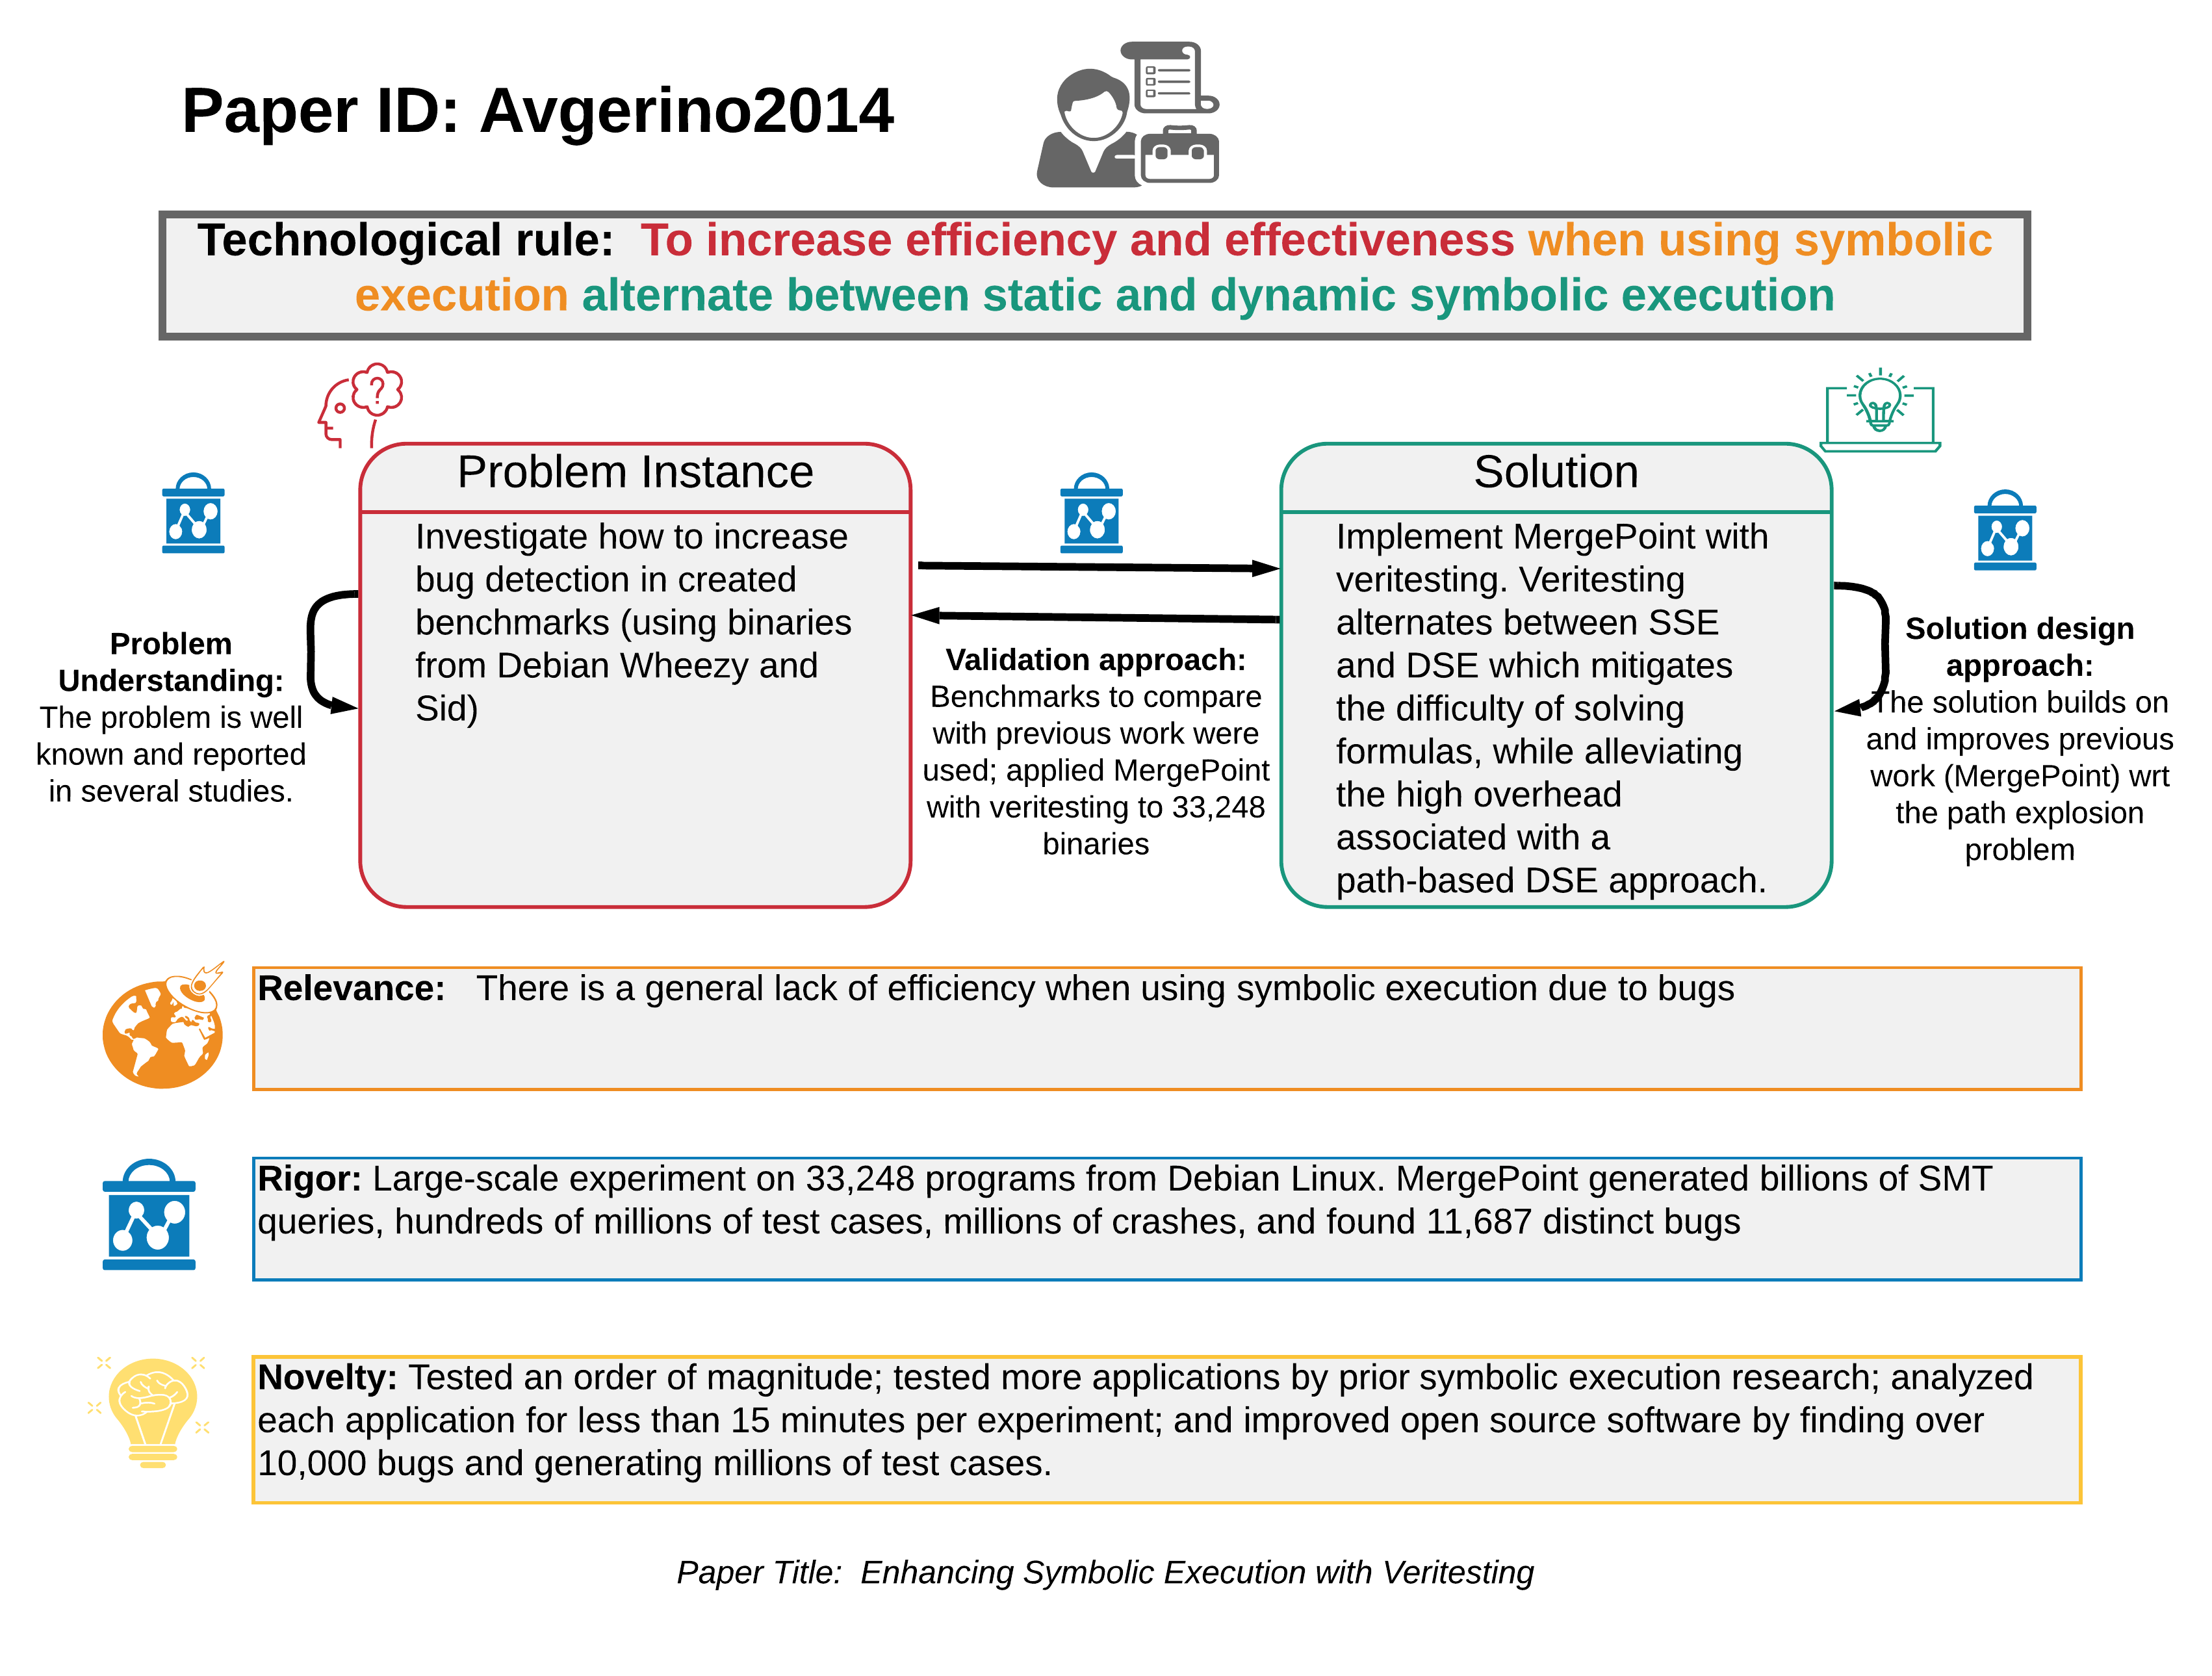 Paper ID: Avgerino2014
Technological rule: To increase efficiency and effectiveness when using symbolic
execution alternate between static and dynamic symbolic execution
Problem
Understanding:
The problem is well
known and reported
in several studies.
Problem Instance
Investigate how to increase
bug detection in created
benchmarks (using binaries
from Debian Wheezy and
Sid)
Validation approach:
Benchmarks to compare
with previous work were
used; applied MergePoint
with veritesting to 33,248
binaries
Solution
Implement MergePoint with
veritesting. Veritesting
alternates between SSE
and DSE which mitigates
the difficulty of solving
formulas, while alleviating
the high overhead
associated with a
path-based DSE approach.
Solution design
approach:
The solution builds on
and improves previous
work (MergePoint) wrt
the path explosion
problem
Relevance: There is a general lack of efficiency when using symbolic execution due to bugs
Rigor: Large-scale experiment on 33,248 programs from Debian Linux. MergePoint generated billions of SMT
queries, hundreds of millions of test cases, millions of crashes, and found 11,687 distinct bugs
Novelty: Tested an order of magnitude; tested more applications by prior symbolic execution research; analyzed
each application for less than 15 minutes per experiment; and improved open source software by finding over
10,000 bugs and generating millions of test cases.
Paper Title: Enhancing Symbolic Execution with Veritesting